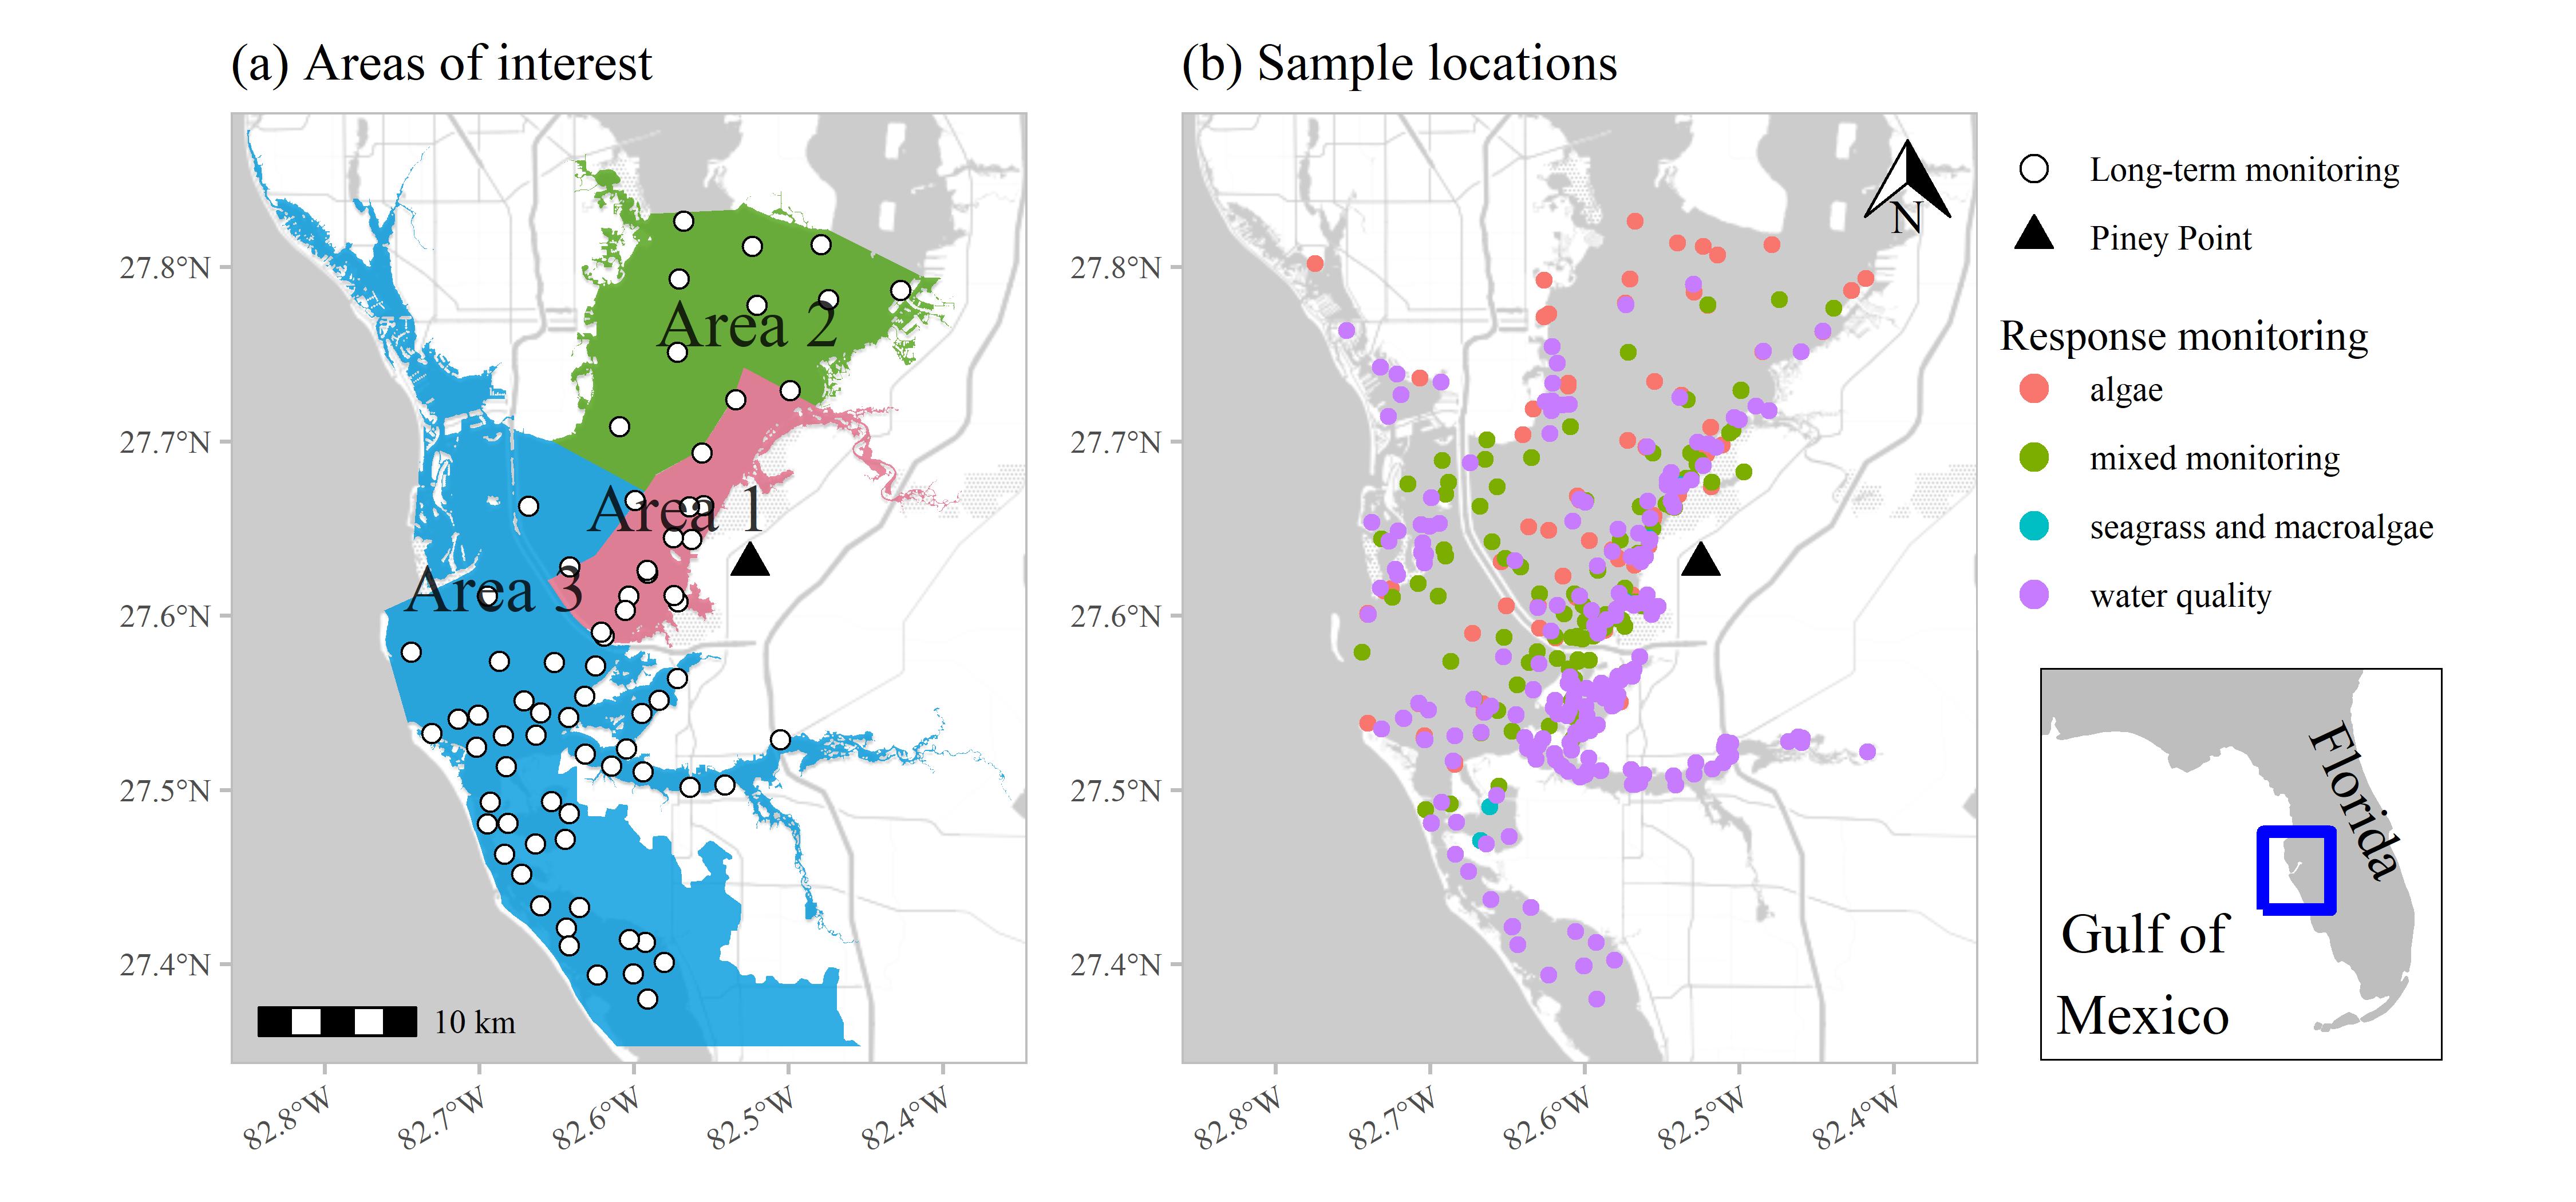 (a) Areas of interest
27.8°N
27.7°N
27.6°N
27.5°N
27.4°N
82.8°W
82.7°W
82.6°W
82.5°W
82.4°W
Area 2
Area 1
Area 3
10 km
(b) Sample locations
27.8°N
27.7°N
27.6°N
27.5°N
27.4°N
82.8°W
82.7°W
82.6°W
82.5°W
82.4°W
N
Long-term monitoring
Piney Point
Response monitoring
algae
mixed monitoring
seagrass and macroalgae
water quality
Florida
Gulf of
Mexico